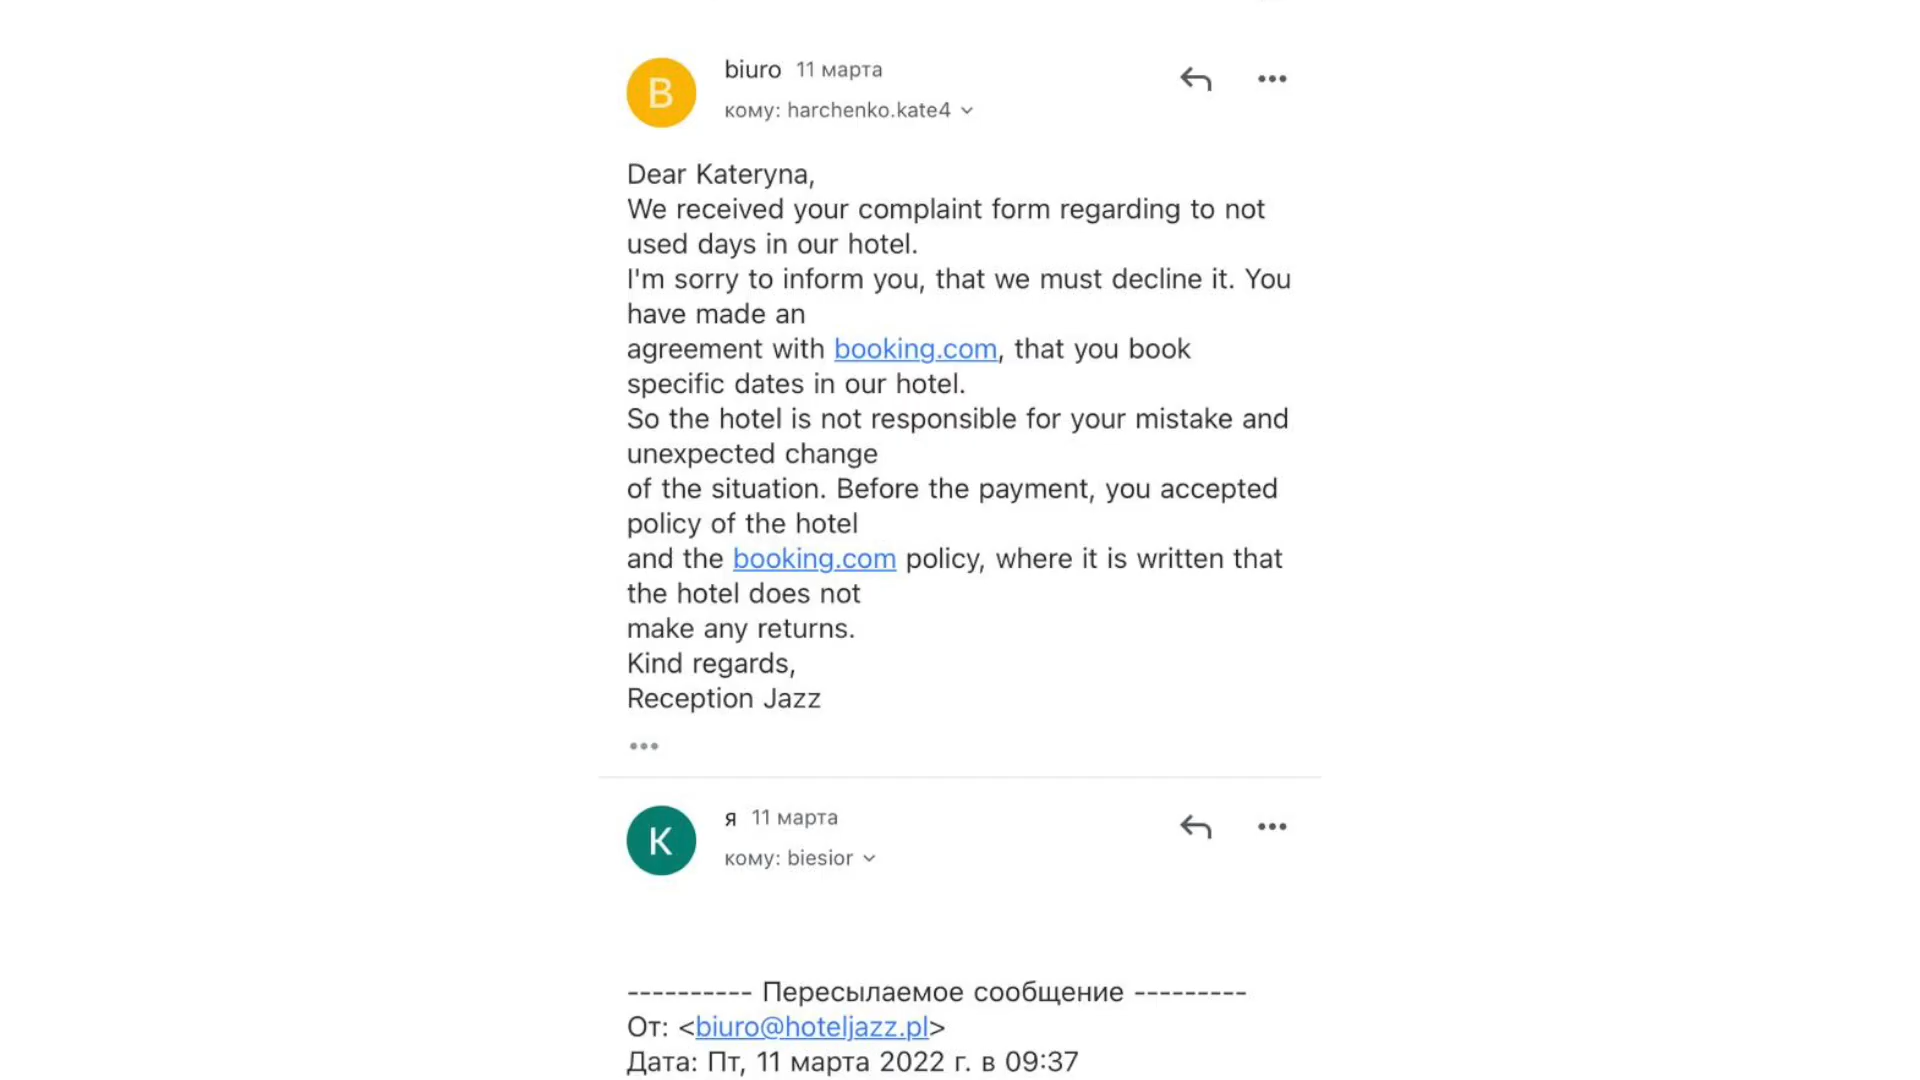 B
biuro 11 марта
кому: harchenko.kate4
Dear Kateryna,
We received your complaint form regarding to not
used days in our hotel.
I'm sorry to inform you, that we must decline it. You
have made an
agreement with booking.com, that you book
specific dates in our hotel.
So the hotel is not responsible for your mistake and
unexpected change
of the situation. Before the payment, you accepted
policy of the hotel
and the booking.com policy, where it is written that
the hotel does not
make any returns.
Kind regards,
Reception Jazz
K
я 11 марта
кому: biesior
---------- Пересылаемое сообщение ---------
От: <biuro@hoteljazz.pl>
Дата: Пт, 11 марта 2022 г. в 09:37